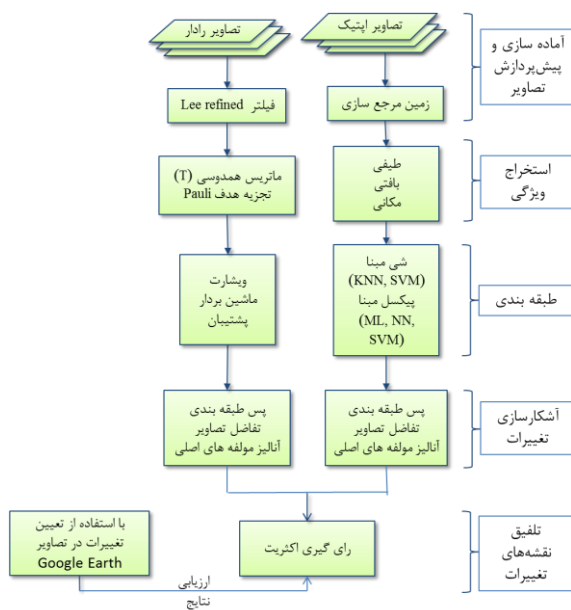 تصاویر رادار
تصاویر اپتیک
آماده سازی و
پیش‌پردازش
تصاویر
فیلتر Lee refined
زمین مرجع سازی
ماتریس همدوسی (T)
تجزیه هدف Pauli
طیفی
بافتی
مکانی
استخراج
ویژگی
ویشارت
ماشین بردار
پشتیبان
شی مبنا
(KNN, SVM)
پیکسل مبنا
(ML, NN,
SVM)
طبقه بندی
پس طبقه بندی
تفاضل تصاویر
آنالیز مولفه های اصلی
پس طبقه بندی
تفاضل تصاویر
آنالیز مولفه های اصلی
آشکارسازی
تغییرات
با استفاده از تعیین
تغییرات در تصاویر
Google Earth
رای گیری اکثریت
تلفیق
نقشه‌های
تغییرات
ارزیابی
نتایج